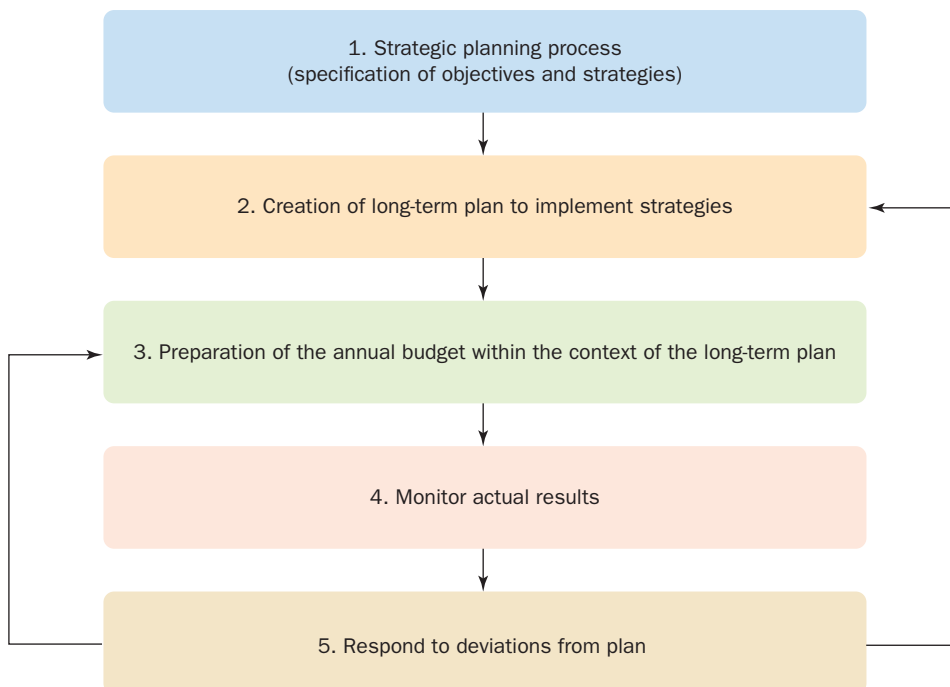 1. Strategic planning process
(specification of objectives and strategies)
2. Creation of long-term plan to implement strategies
3. Preparation of the annual budget within the context of the long-term plan
4. Monitor actual results
5. Respond to deviations from plan